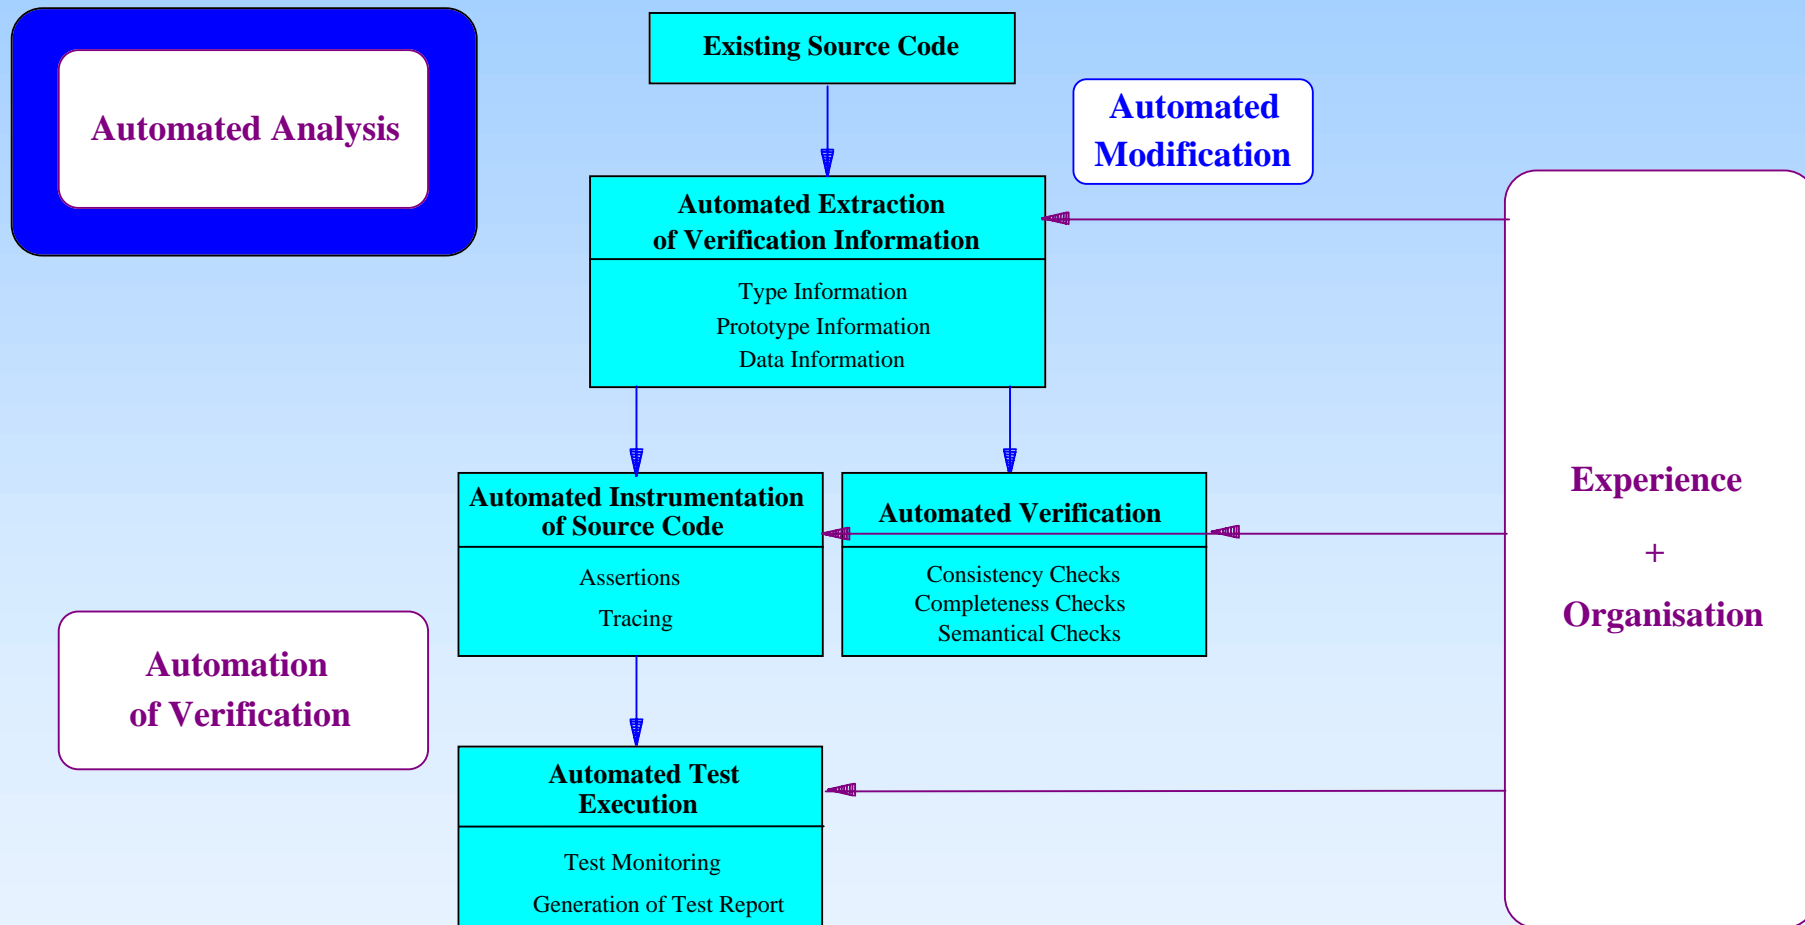 Existing Source Code
Automated Analysis
Automated
Modification
Automated Extraction
of Verification Information
Type Information
Prototype Information
Data Information
Automated Instrumentation
of Source Code
Assertions
Tracing
Automated Verification
Consistency Checks
Completeness Checks
Semantical Checks
Experience
+
Organisation
Automation
of Verification
Automated Test
Execution
Test Monitoring
Generation of Test Report